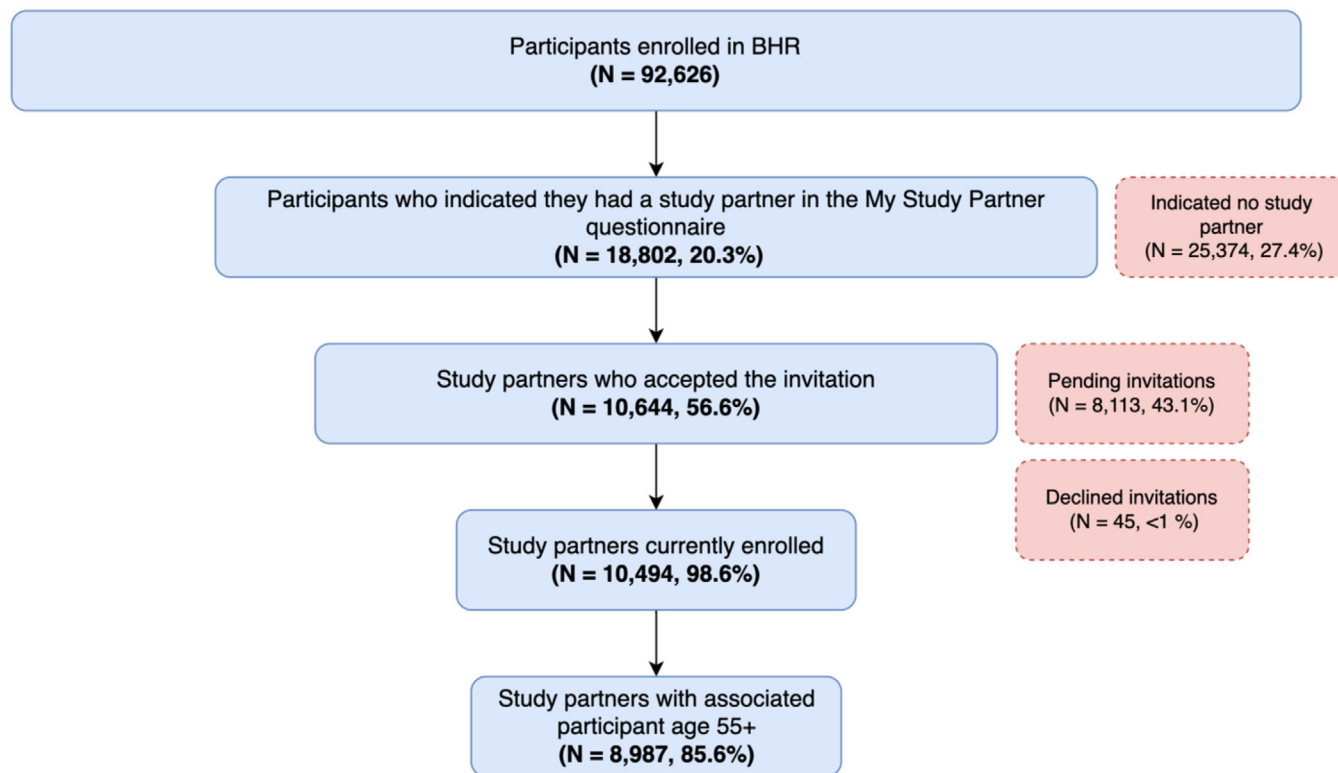 Participants enrolled in BHR
(N = 92,626)
Participants who indicated they had a study partner in the My Study Partner
questionnaire
(N = 18,802, 20.3%)
Indicated no study
partner
(N = 25,374, 27.4%)
Study partners who accepted the invitation
(N = 10,644, 56.6%)
Pending invitations
(N = 8,113, 43.1%)
Declined invitations
(N = 45, <1 %)
Study partners currently enrolled
(N = 10,494, 98.6%)
Study partners with associated
participant age 55+
(N = 8,987, 85.6%)